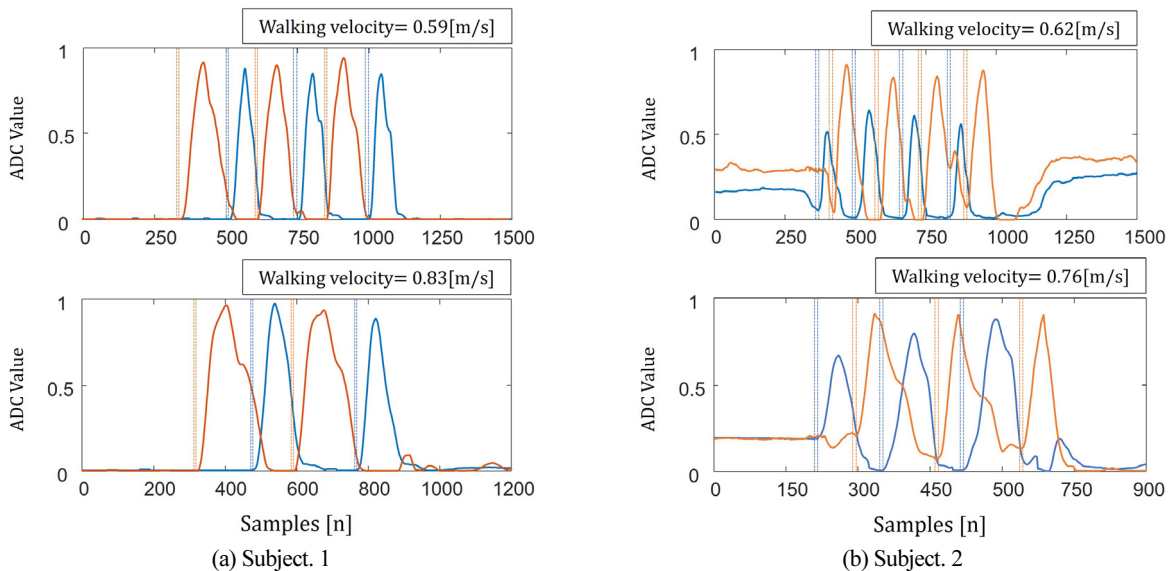 Walking velocity= 0.59[m/s]
1
0.5
0
ADC Value
0 250 500 750 1000 1250 1500
Walking velocity= 0.83[m/s]
1
0.5
0
ADC Value
0 200 400 600 800 1000 1200
Samples [n]
(a) Subject. 1
Walking velocity= 0.62[m/s]
1
0.5
0
ADC Value
0 250 500 750 1000 1250 1500
Walking velocity= 0.76[m/s]
1
0.5
0
ADC Value
0 150 300 450 600 750 900
Samples [n]
(b) Subject. 2